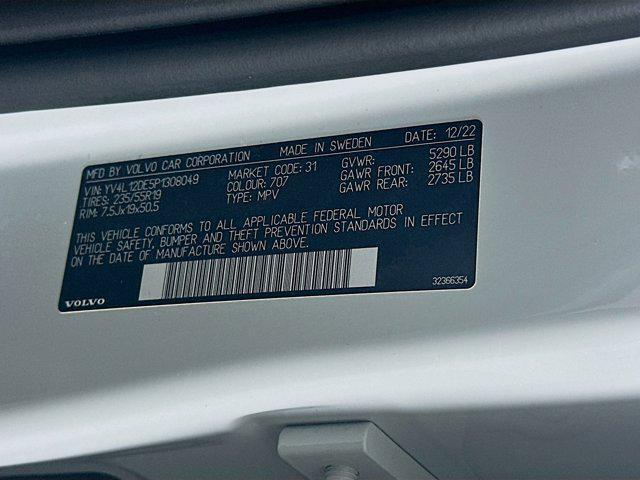 MFD BY VOLVO CAR CORPORATION MADE IN SWEDEN DATE: 12/22
VIN: YV4L12DE5P1308049 MARKET CODE: 31 GVWR: 5290 LB
TIRES: 235/55R19 COLOUR: 707 GAWR FRONT: 2645 LB
RIM: 7.5Jx19x50.5 TYPE: MPV GAWR REAR: 2735 LB
THIS VEHICLE CONFORMS TO ALL APPLICABLE FEDERAL MOTOR
VEHICLE SAFETY, BUMPER AND THEFT PREVENTION STANDARDS IN EFFECT
ON THE DATE OF MANUFACTURE SHOWN ABOVE.
VOLVO 32366354